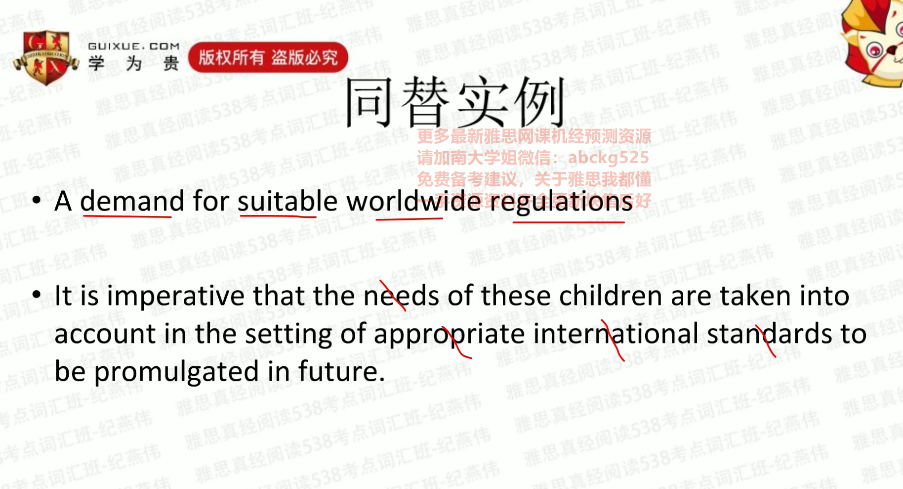 GUIXUE.COM
学为贵
版权所有 盗版必究
同替实例
更多最新雅思网课机经预测资源
请加南大学姐微信：abckg525
免费备考建议，关于雅思我都懂
• A demand for suitable worldwide regulations
• It is imperative that the needs of these children are taken into
account in the setting of appropriate international standards to
be promulgated in future.
雅思真经阅读538考点词汇班-纪燕伟